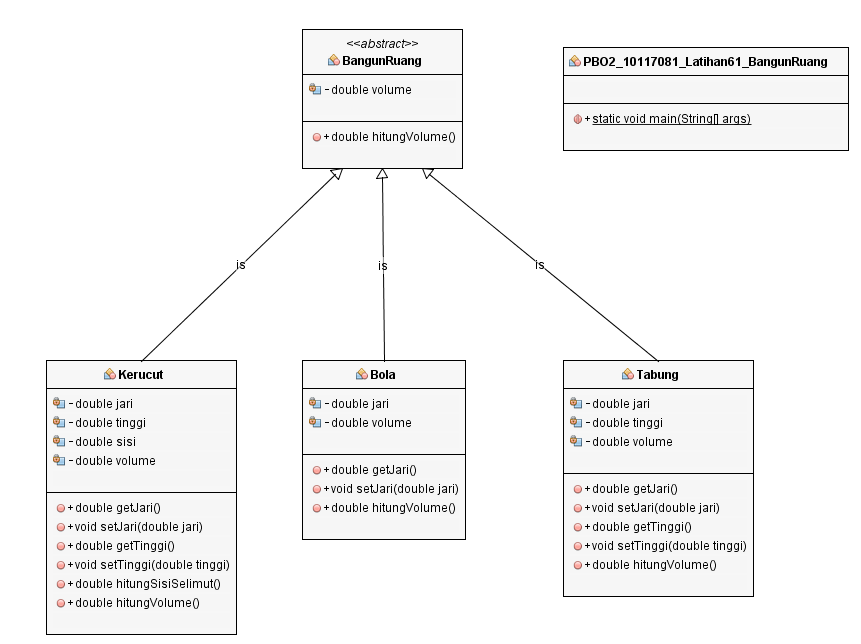 <<abstract>>
BangunRuang
- double volume
+ double hitungVolume()
PBO2_10117081_Latihan61_BangunRuang
+ static void main(String[] args)
is
is
is
Kerucut
- double jari
- double tinggi
- double sisi
- double volume
+ double getJari()
+void setJari(double jari)
+ double getTinggi()
+void setTinggi(double tinggi)
+ double hitungSisiSelimut()
+ double hitungVolume()
Bola
- double jari
- double volume
+ double getJari()
+void setJari(double jari)
+ double hitungVolume()
Tabung
- double jari
- double tinggi
- double volume
+ double getJari()
+void setJari(double jari)
+ double getTinggi()
+void setTinggi(double tinggi)
+ double hitungVolume()